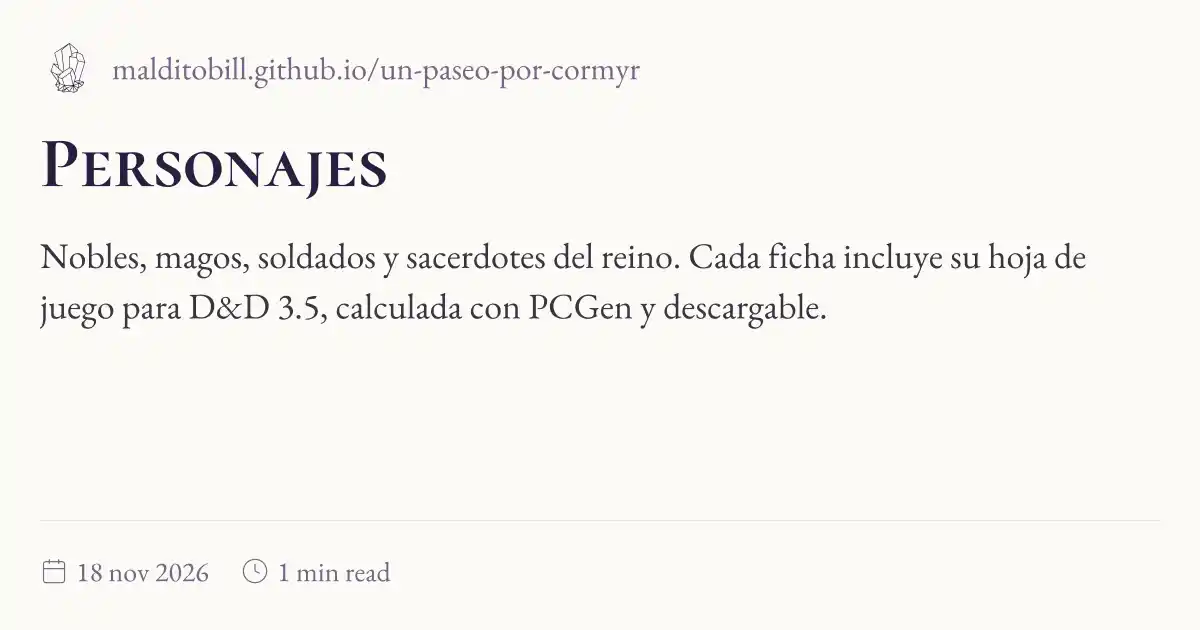 malditobill.github.io/un-paseo-por-cormyr
Personajes
Nobles, magos, soldados y sacerdotes del reino. Cada ficha incluye su hoja de
juego para D&D 3.5, calculada con PCGen y descargable.
18 nov 2026 1 min read